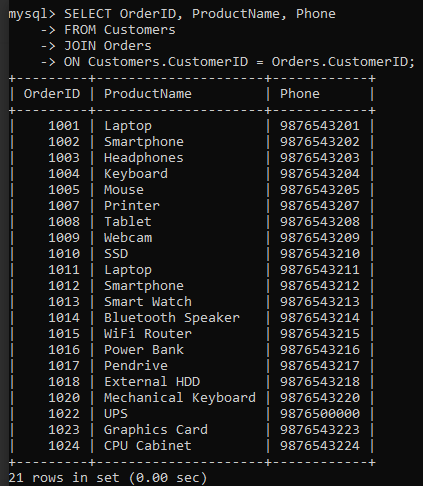 mysql> SELECT OrderID, ProductName, Phone
    -> FROM Customers
    -> JOIN Orders
    -> ON Customers.CustomerID = Orders.CustomerID;
+---------+---------------------+------------+
| OrderID | ProductName         | Phone      |
+---------+---------------------+------------+
|    1001 | Laptop              | 9876543201 |
|    1002 | Smartphone          | 9876543202 |
|    1003 | Headphones          | 9876543203 |
|    1004 | Keyboard            | 9876543204 |
|    1005 | Mouse               | 9876543205 |
|    1007 | Printer             | 9876543207 |
|    1008 | Tablet              | 9876543208 |
|    1009 | Webcam              | 9876543209 |
|    1010 | SSD                 | 9876543210 |
|    1011 | Laptop              | 9876543211 |
|    1012 | Smartphone          | 9876543212 |
|    1013 | Smart Watch         | 9876543213 |
|    1014 | Bluetooth Speaker   | 9876543214 |
|    1015 | WiFi Router         | 9876543215 |
|    1016 | Power Bank          | 9876543216 |
|    1017 | Pendrive            | 9876543217 |
|    1018 | External HDD        | 9876543218 |
|    1020 | Mechanical Keyboard | 9876543220 |
|    1022 | UPS                 | 9876500000 |
|    1023 | Graphics Card       | 9876543223 |
|    1024 | CPU Cabinet         | 9876543224 |
+---------+---------------------+------------+
21 rows in set (0.00 sec)